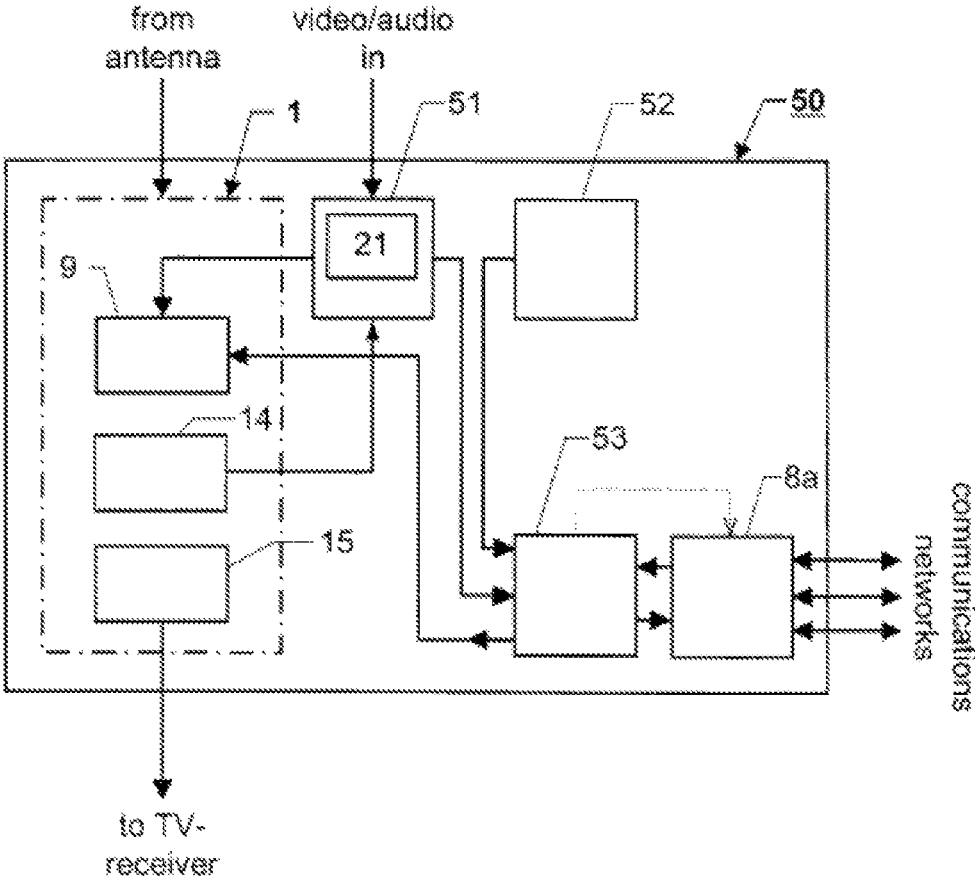 from
antenna
video/audio
in
1
51
52
50
21
9
14
53
8a
15
communications
networks
to TV-
receiver